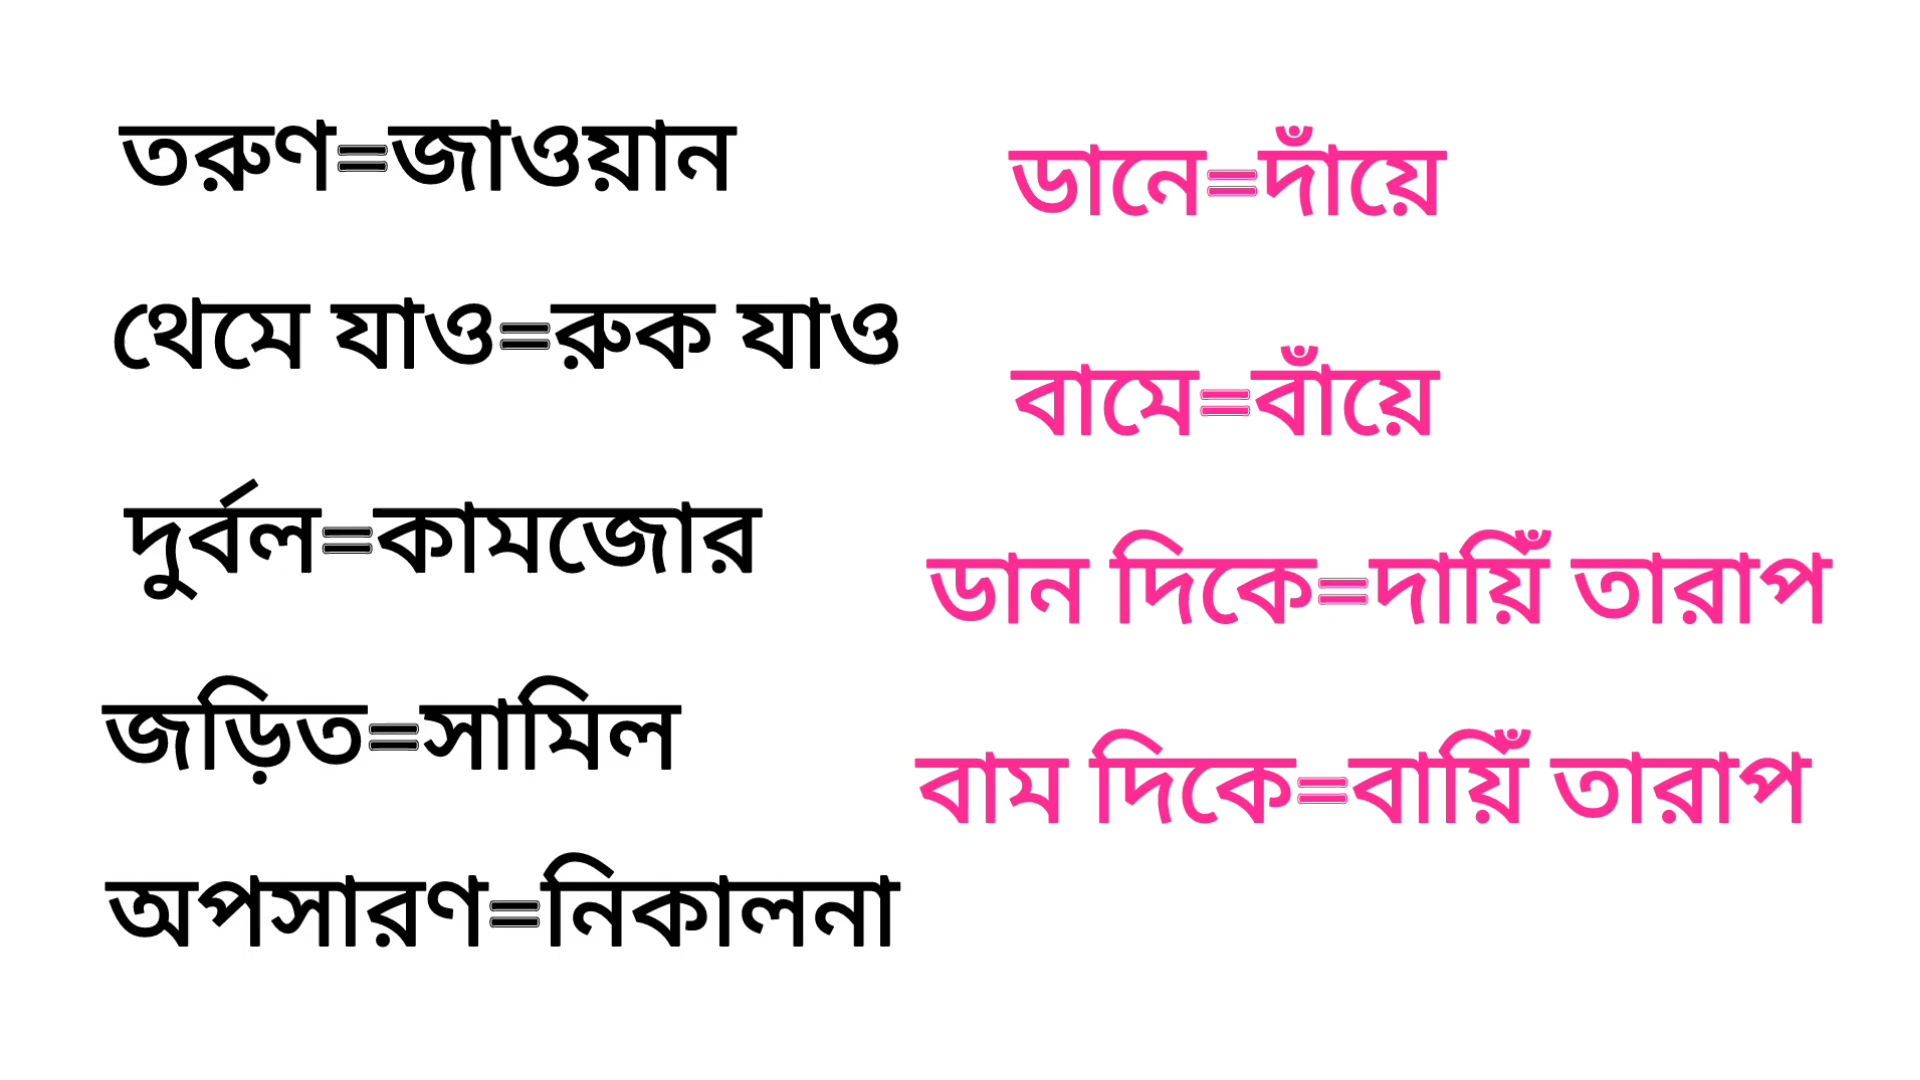 তরুণ=জাওয়ান
থেমে যাও=রুক যাও
দুর্বল=কামজোর
জড়িত=সামিল
অপসারণ=নিকালনা
ডানে=দাঁয়ে
বামে=বাঁয়ে
ডান দিকে=দায়িঁ তারাপ
বাম দিকে=বায়িঁ তারাপ